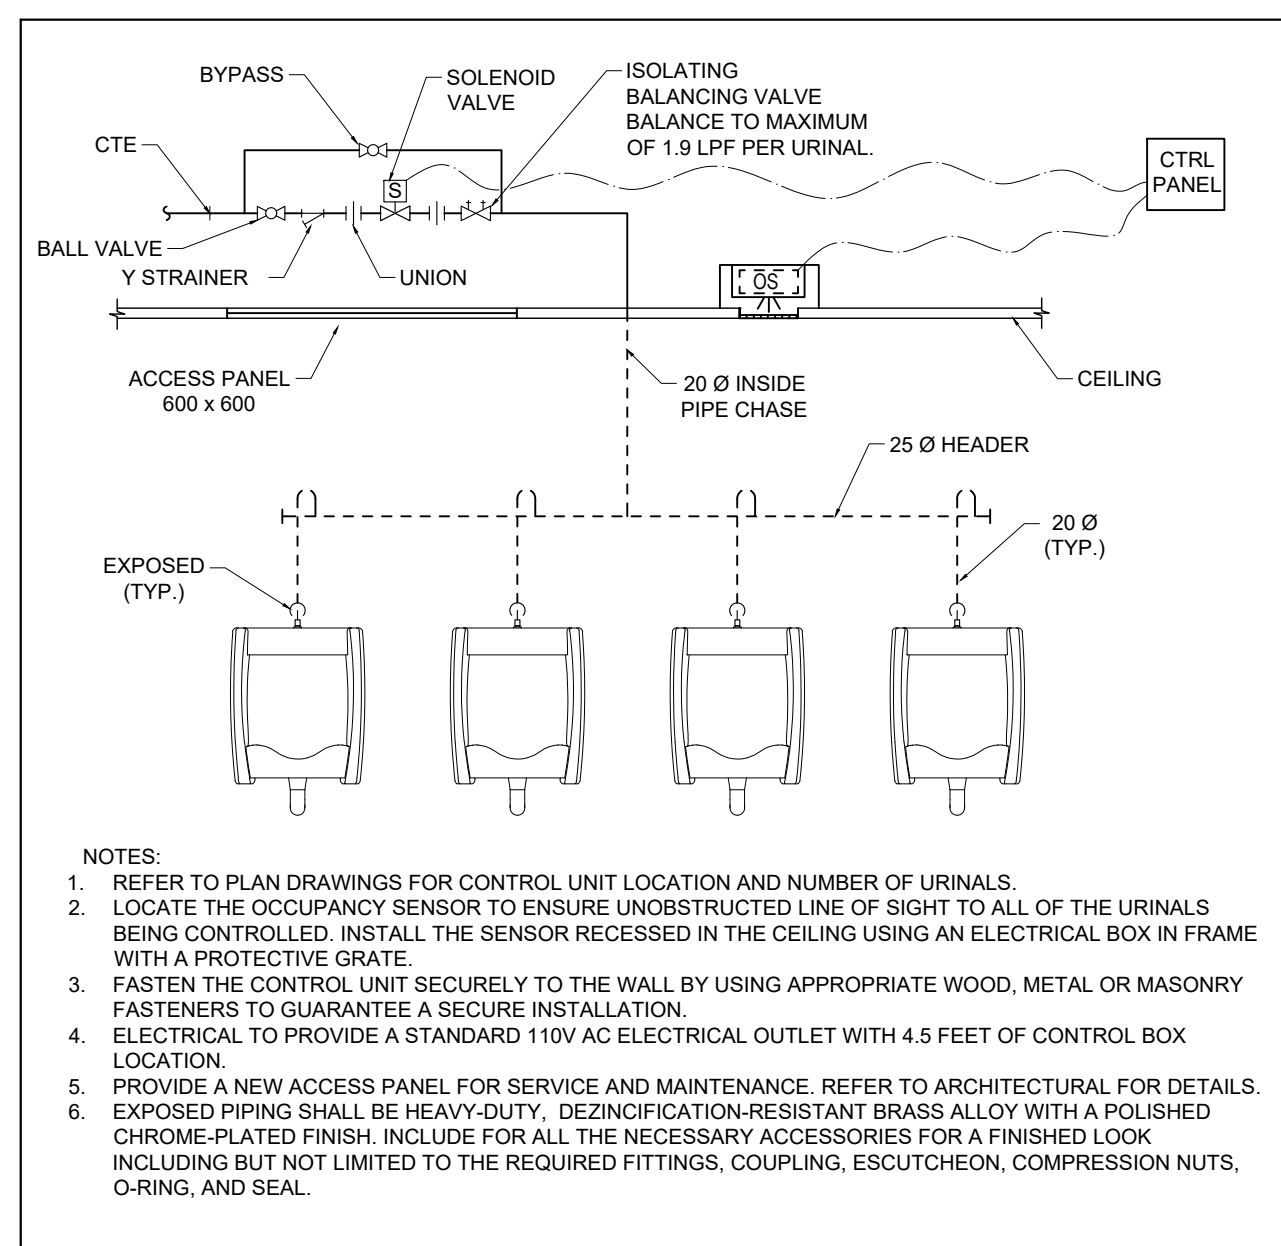 BYPASS
SOLENOID
VALVE
ISOLATING
BALANCING VALVE
BALANCE TO MAXIMUM
OF 1.9 LPF PER URINAL.
CTE
CTRL
PANEL
S
BALL VALVE
Y STRAINER
UNION
OS
ACCESS PANEL
600 x 600
20 Ø INSIDE
PIPE CHASE
CEILING
25 Ø HEADER
20 Ø
(TYP.)
EXPOSED
(TYP.)
NOTES:
1. REFER TO PLAN DRAWINGS FOR CONTROL UNIT LOCATION AND NUMBER OF URINALS.
2. LOCATE THE OCCUPANCY SENSOR TO ENSURE UNOBSTRUCTED LINE OF SIGHT TO ALL OF THE URINALS
BEING CONTROLLED. INSTALL THE SENSOR RECESSED IN THE CEILING USING AN ELECTRICAL BOX IN FRAME
WITH A PROTECTIVE GRATE.
3. FASTEN THE CONTROL UNIT SECURELY TO THE WALL BY USING APPROPRIATE WOOD, METAL OR MASONRY
FASTENERS TO GUARANTEE A SECURE INSTALLATION.
4. ELECTRICAL TO PROVIDE A STANDARD 110V AC ELECTRICAL OUTLET WITH 4.5 FEET OF CONTROL BOX
LOCATION.
5. PROVIDE A NEW ACCESS PANEL FOR SERVICE AND MAINTENANCE. REFER TO ARCHITECTURAL FOR DETAILS.
6. EXPOSED PIPING SHALL BE HEAVY-DUTY, DEZINCIFICATION-RESISTANT BRASS ALLOY WITH A POLISHED
CHROME-PLATED FINISH. INCLUDE FOR ALL THE NECESSARY ACCESSORIES FOR A FINISHED LOOK
INCLUDING BUT NOT LIMITED TO THE REQUIRED FITTINGS, COUPLING, ESCUTCHEON, COMPRESSION NUTS,
O-RING, AND SEAL.